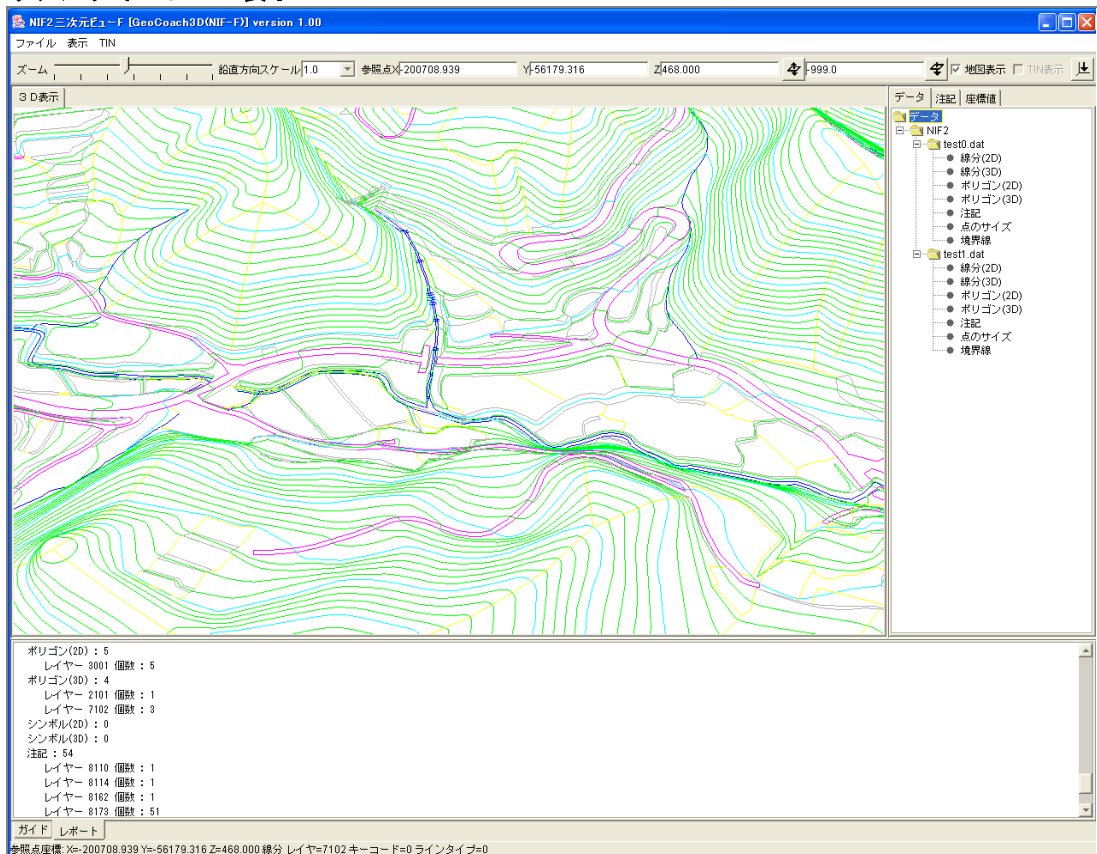 NIF2三次元ビューF [GeoCoach3D(NIF-F)] version 1.00
ファイル 表示 TIN
ズーム 鉛直方向スケール 1.0 参照点X -200708.939 Y -56179.316 Z 468.000 -999.0 地図表示 TIN表示
3D表示
データ 注記 座標値
データ
NIF2
test0.dat
線分(2D)
線分(3D)
ポリゴン(2D)
ポリゴン(3D)
注記
点のサイズ
境界線
test1.dat
線分(2D)
線分(3D)
ポリゴン(2D)
ポリゴン(3D)
注記
点のサイズ
境界線
ポリゴン(2D) : 5
レイヤー 3001 個数 : 5
ポリゴン(3D) : 4
レイヤー 2101 個数 : 1
レイヤー 7102 個数 : 3
シンボル(2D) : 0
シンボル(3D) : 0
注記 : 54
レイヤー 8110 個数 : 1
レイヤー 8114 個数 : 1
レイヤー 8162 個数 : 1
レイヤー 8173 個数 : 51
ガイド レポート
参照点座標: X=-200708.939 Y=-56179.316 Z=468.000 線分 レイヤ=7102 キーコード=0 ラインタイプ=0